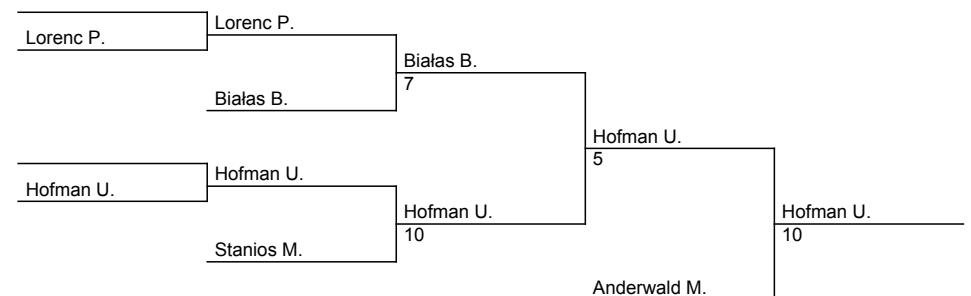 Lorenc P.
Lorenc P.
Białas B.
7
Białas B.
Hofman U.
5
Hofman U.
Hofman U.
Hofman U.
10
Hofman U.
10
Stanios M.
Anderwald M.